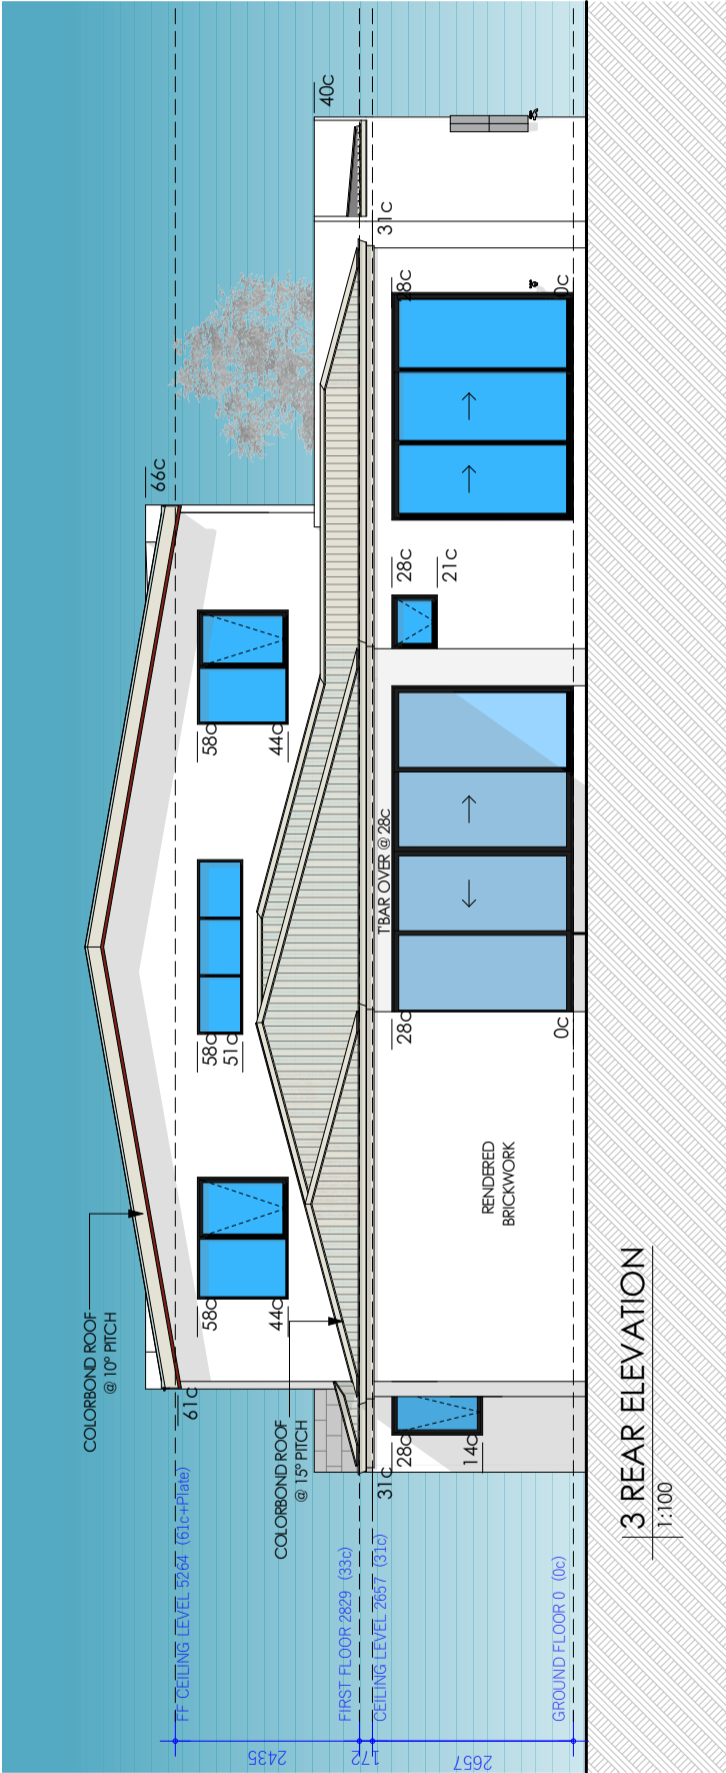 COLORBOND ROOF
@ 10° PITCH
66c
40c
61c
FF CEILING LEVEL 5264 (61c+Plate)
58c
44c
58c
51c
58c
44c
COLORBOND ROOF
@ 15° PITCH
FIRST FLOOR 2829 (33c)
CEILING LEVEL 2657 (31c)
31c
31c
T'BAR OVER @ 28c
28c
14c
28c
0c
28c
21c
28c
0c
RENDERED
BRICKWORK
GROUND FLOOR 0 (0c)
2435
172
2657
3 REAR ELEVATION
1:100